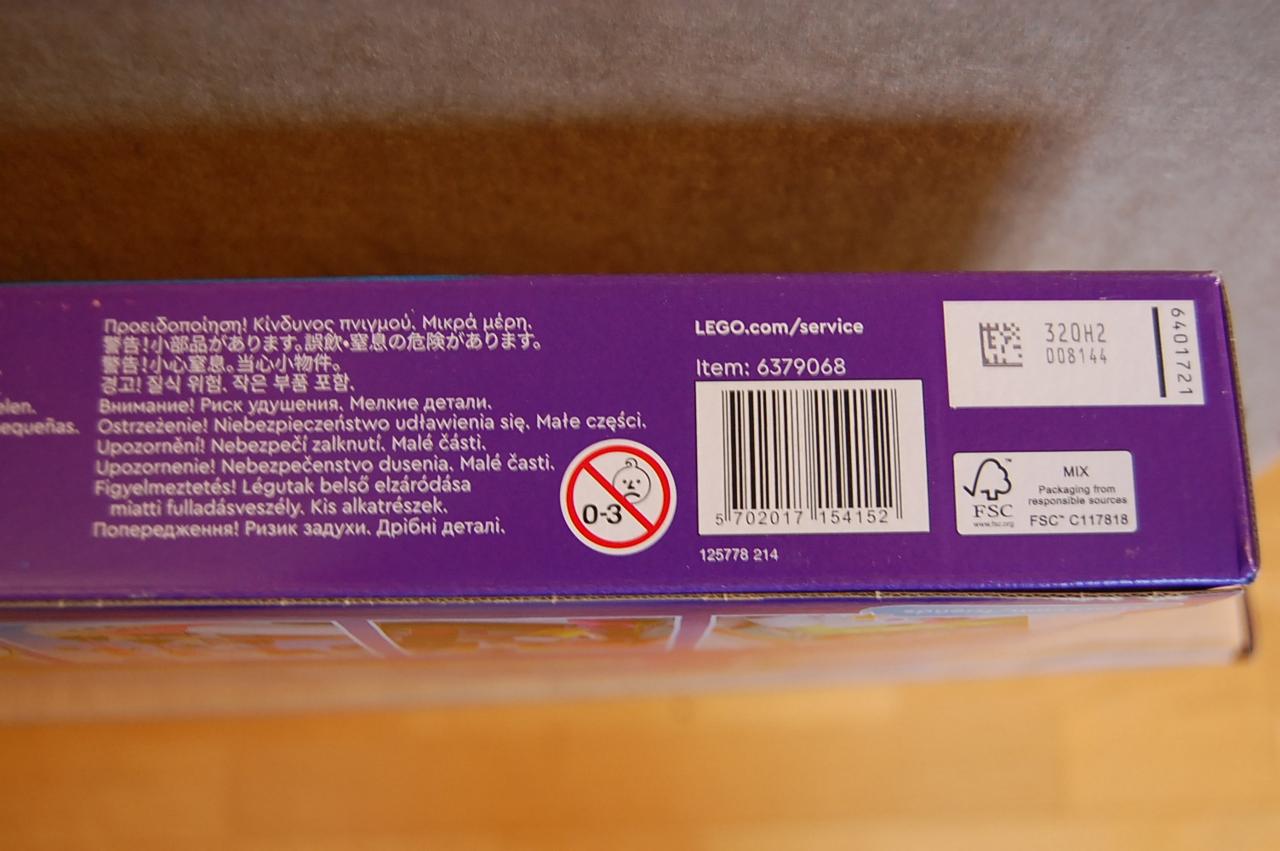 elen.
equeñas.
Προειδοποίηση! Κίνδυνος πνιγμού. Μικρά μέρη.
警告!小部品があります。誤飲・窒息の危険があります。
警告!小心窒息。当心小物件。
경고! 질식 위험. 작은 부품 포함.
Внимание! Риск удушения. Мелкие детали.
Ostrzeżenie! Niebezpieczeństwo udławienia się. Małe części.
Upozornění! Nebezpečí zalknutí. Malé části.
Upozornenie! Nebezpečenstvo dusenia. Malé časti.
Figyelmeztetés! Légutak belső elzáródása
miatti fulladásveszély. Kis alkatrészek.
Попередження! Ризик задухи. Дрібні деталі.
0-3
LEGO.com/service
Item: 6379068
5 702017 154152
125778 214
32QH2
008144
6401721
FSC™
www.fsc.org
MIX
Packaging from
responsible sources
FSC™ C117818